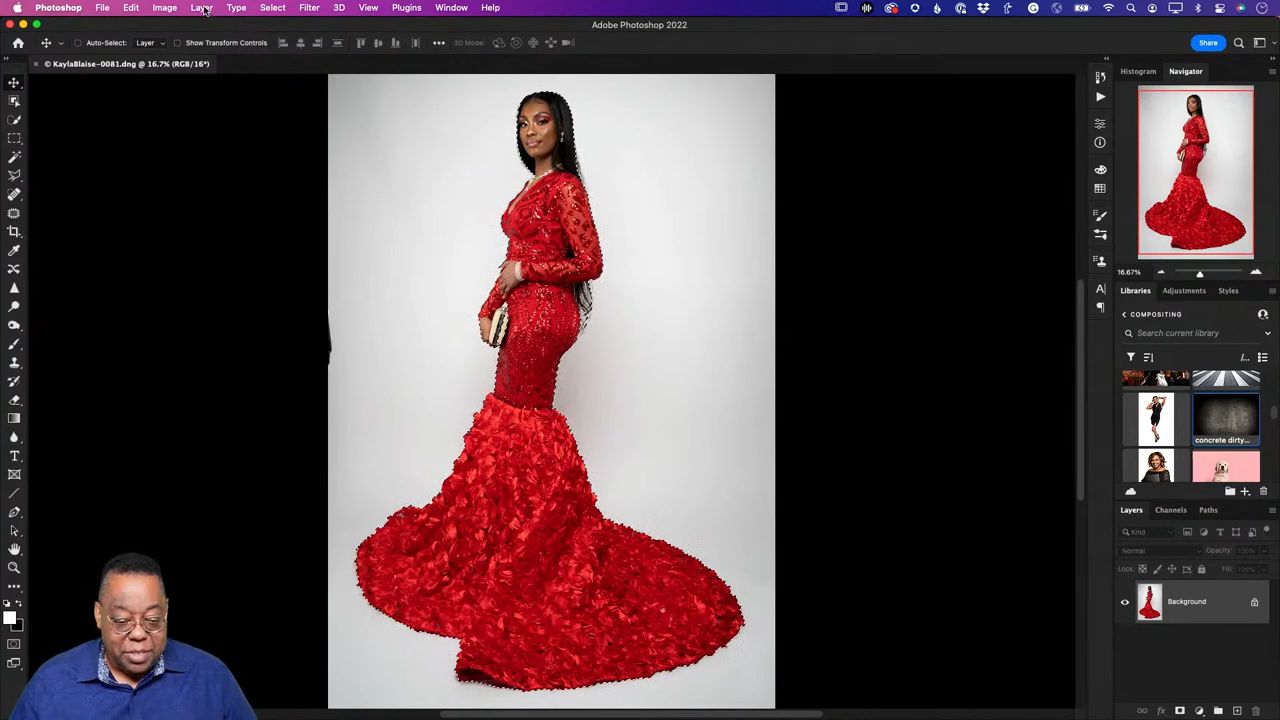 Photoshop File Edit Image Layer Type Select Filter 3D View Plugins Window Help
Adobe Photoshop 2022
Auto-Select: Layer Show Transform Controls 3D Mode: Share
© KaylaBlaise-0081.dng @ 16.7% (RGB/16*)
Histogram Navigator
16.67%
Libraries Adjustments Styles
COMPOSITING
Search current library
concrete dirty...
Layers Channels Paths
Kind
Normal Opacity: 100%
Lock: Fill: 100%
Background